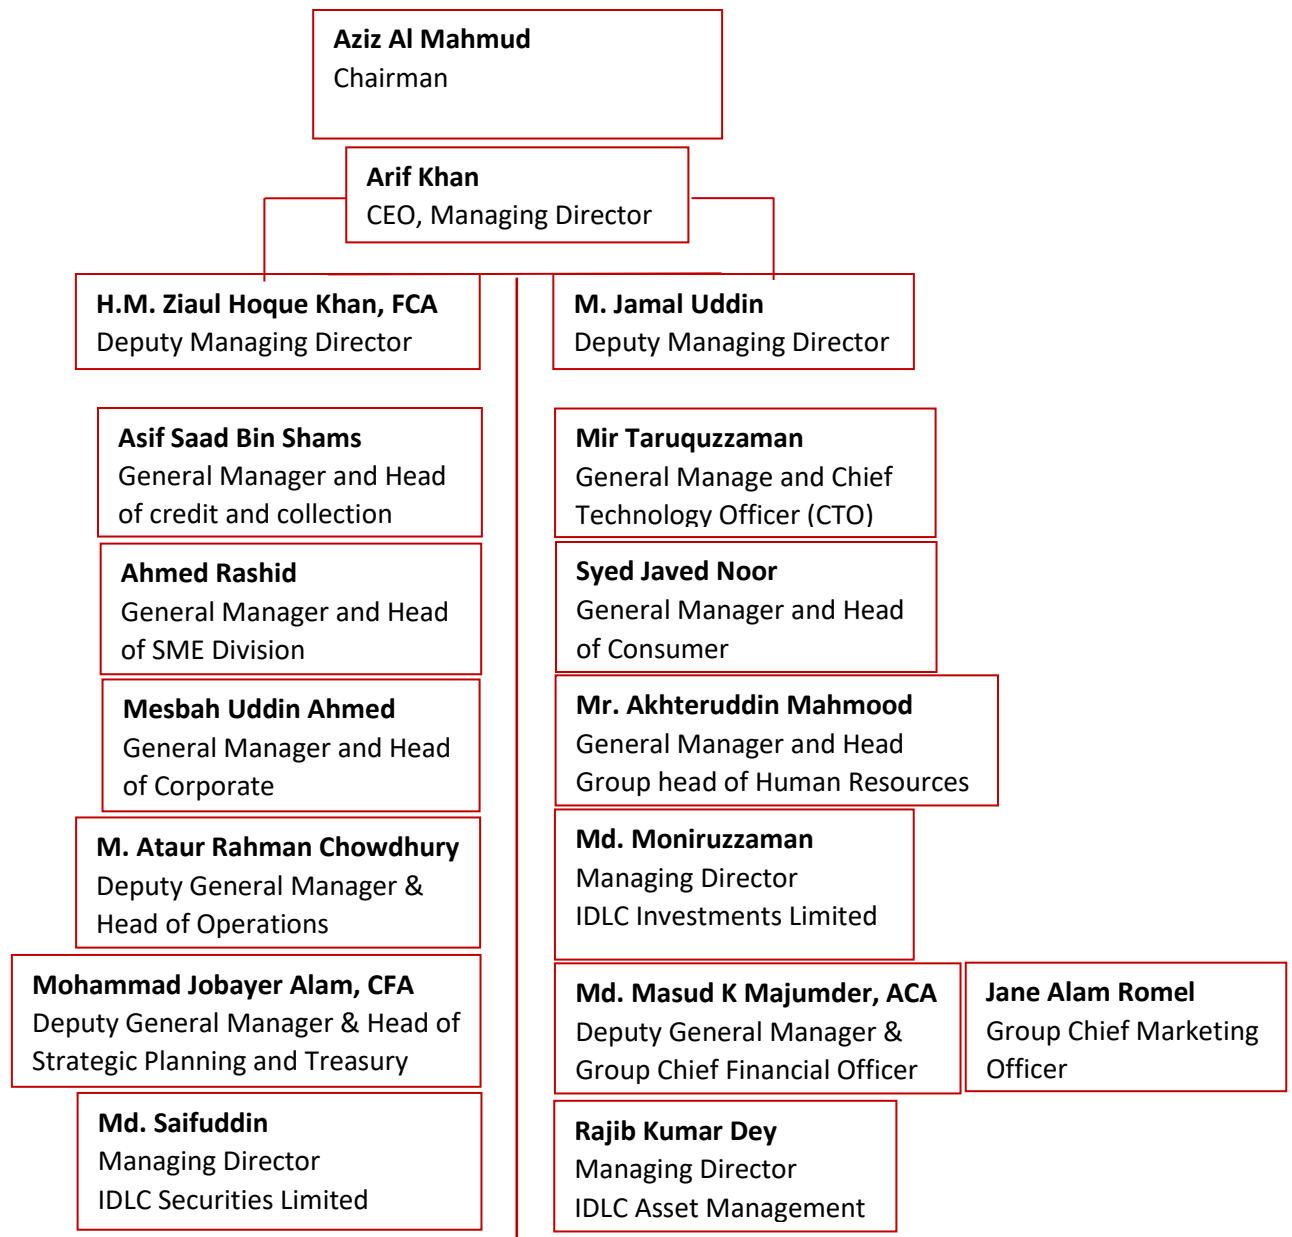 Aziz Al Mahmud
Chairman
Arif Khan
CEO, Managing Director
H.M. Ziaul Hoque Khan, FCA
Deputy Managing Director
M. Jamal Uddin
Deputy Managing Director
Asif Saad Bin Shams
General Manager and Head
of credit and collection
Mir Taruquzzaman
General Manage and Chief
Technology Officer (CTO)
Ahmed Rashid
General Manager and Head
of SME Division
Syed Javed Noor
General Manager and Head
of Consumer
Mesbah Uddin Ahmed
General Manager and Head
of Corporate
Mr. Akhteruddin Mahmood
General Manager and Head
Group head of Human Resources
M. Ataur Rahman Chowdhury
Deputy General Manager &
Head of Operations
Md. Moniruzzaman
Managing Director
IDLC Investments Limited
Mohammad Jobayer Alam, CFA
Deputy General Manager & Head of
Strategic Planning and Treasury
Md. Masud K Majumder, ACA
Deputy General Manager &
Group Chief Financial Officer
Jane Alam Romel
Group Chief Marketing
Officer
Md. Saifuddin
Managing Director
IDLC Securities Limited
Rajib Kumar Dey
Managing Director
IDLC Asset Management